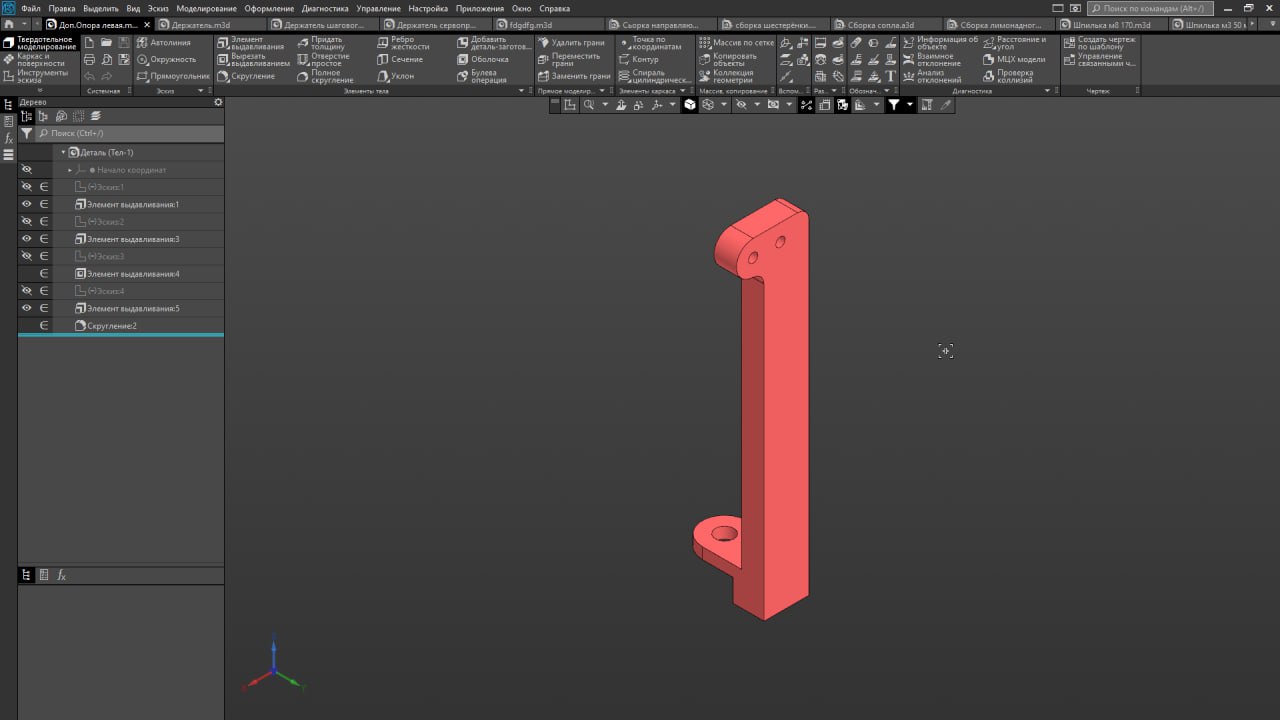 Файл Правка Выделить Вид Эскиз Моделирование Оформление Диагностика Управление Настройка Приложения Окно Справка
Поиск по командам (Alt+/)
Доп.Опора левая.m... Держатель.m3d Держатель шаговог... Держатель сервопр... fdgdfg.m3d Сьорка направляю... сборка шестерёнки.... Сборка сопла.a3d Сборка лимонадног... Шпилька м8 170.m3d Шпилька м3 50
Твердотельное моделирование
Каркас и поверхности
Инструменты эскиза
Системная
Автолиния
Окружность
Прямоугольник
Эскиз
Элемент выдавливания
Вырезать выдавливанием
Скругление
Придать толщину
Отверстие простое
Полное скругление
Ребро жесткости
Сечение
Уклон
Добавить деталь-заготов...
Оболочка
Булева операция
Элементы тела
Удалить грани
Переместить грани
Заменить грани
Прямое моделир...
Точка по координатам
Контур
Спираль цилиндрическ...
Элементы каркаса
Массив по сетке
Копировать объекты
Коллекция геометрии
Массив, копирование
Вспом...
Раз...
Обознач...
Информация об объекте
Взаимное отклонение
Анализ отклонений
Расстояние и угол
МЦХ модели
Проверка коллизий
Диагностика
Создать чертеж по шаблону
Управление связанными ч...
Чертеж
Дерево
Поиск (Ctrl+/)
Деталь (Тел-1)
Начало координат
(-)Эскиз:1
Элемент выдавливания:1
(-)Эскиз:2
Элемент выдавливания:3
(-)Эскиз:3
Элемент выдавливания:4
(-)Эскиз:4
Элемент выдавливания:5
Скругление:2